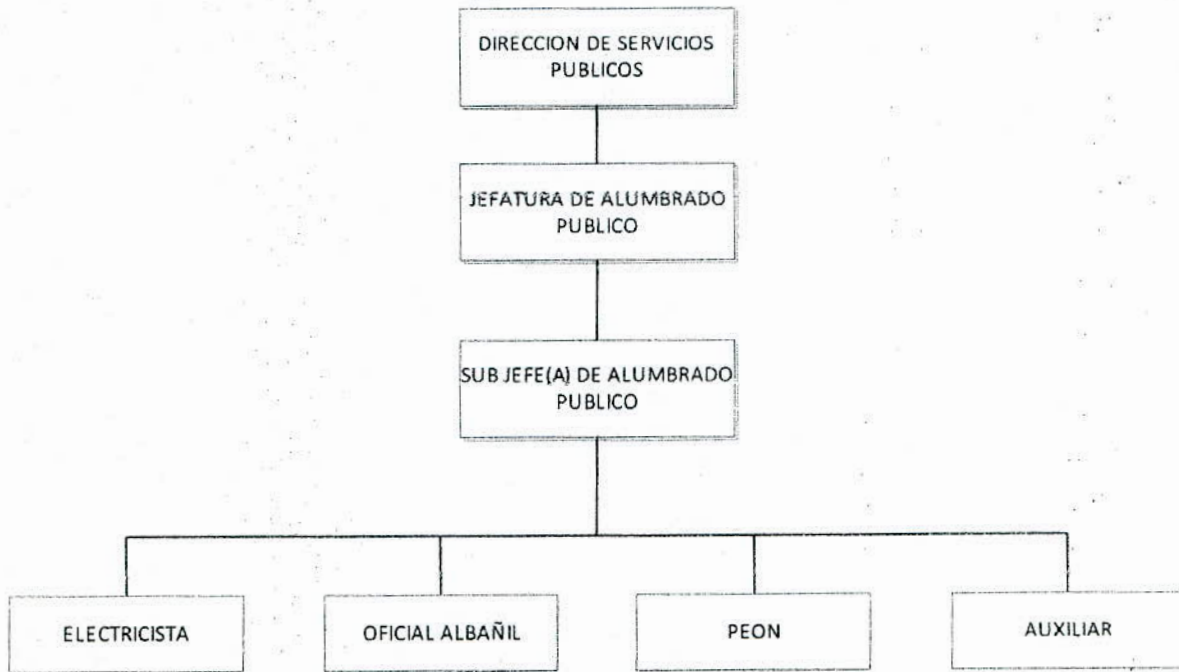 DIRECCION DE SERVICIOS
PUBLICOS
JEFATURA DE ALUMBRADO
PUBLICO
SUB JEFE(A) DE ALUMBRADO
PUBLICO
ELECTRICISTA
OFICIAL ALBAÑIL
PEON
AUXILIAR